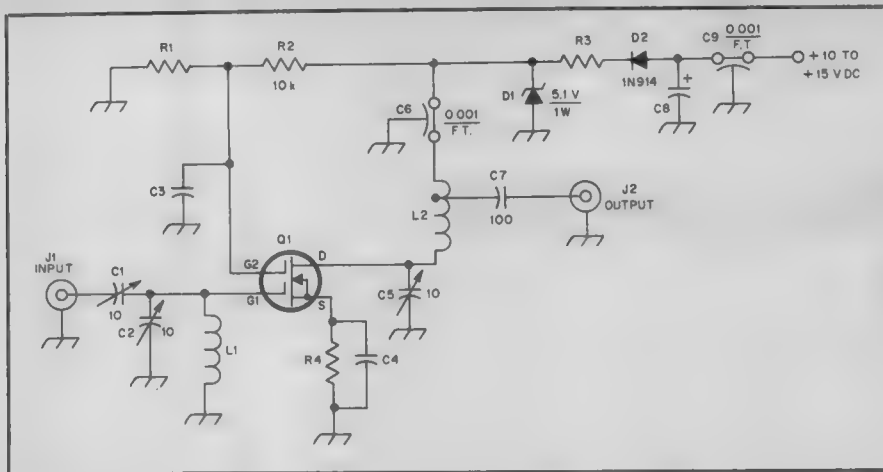 R1
R2
10 k
R3
D2
1N914
C9
0.001
F.T.
+ 10 TO
+ 15 V DC
C8
+
D1
5.1 V
1W
C6
0.001
F.T.
C3
C7
100
J2
OUTPUT
L2
Q1
G2
D
G1
S
J1
INPUT
C1
10
C2
10
L1
C5
10
R4
C4